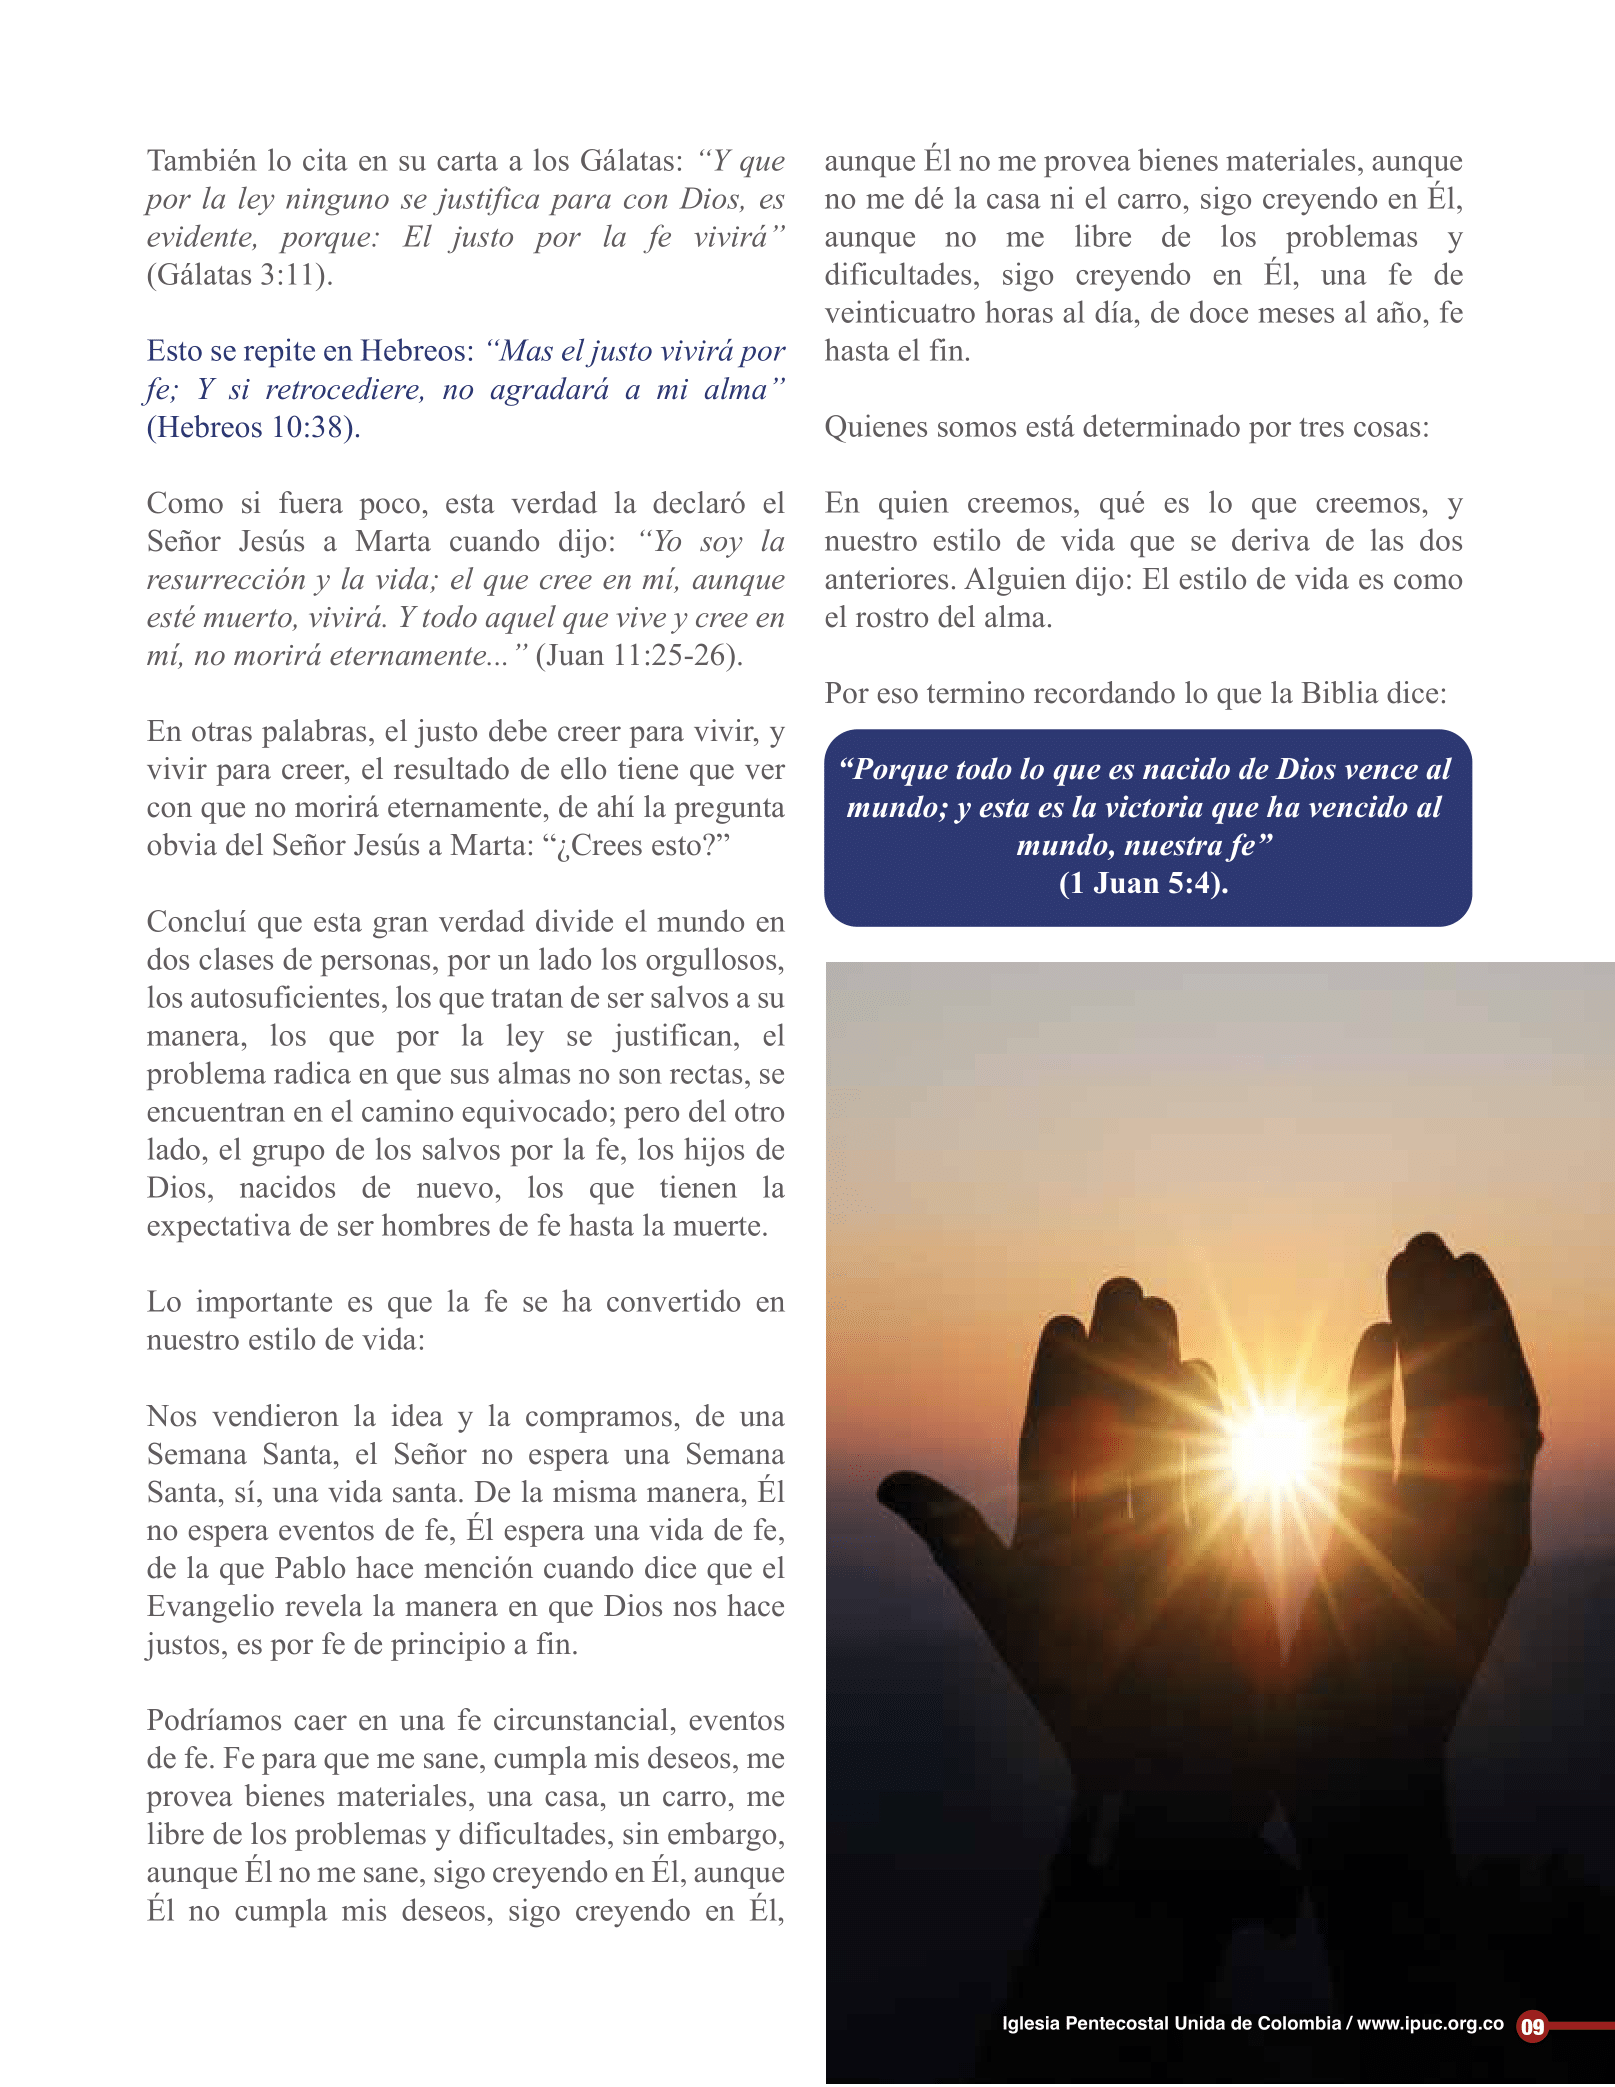 También lo cita en su carta a los Gálatas: “Y que
por la ley ninguno se justifica para con Dios, es
evidente, porque: El justo por la fe vivirá”
(Gálatas 3:11).
Esto se repite en Hebreos: “Mas el justo vivirá por
fe; Y si retrocediere, no agradará a mi alma”
(Hebreos 10:38).
Como si fuera poco, esta verdad la declaró el
Señor Jesús a Marta cuando dijo: “Yo soy la
resurrección y la vida; el que cree en mí, aunque
esté muerto, vivirá. Y todo aquel que vive y cree en
mí, no morirá eternamente...” (Juan 11:25-26).
En otras palabras, el justo debe creer para vivir, y
vivir para creer, el resultado de ello tiene que ver
con que no morirá eternamente, de ahí la pregunta
obvia del Señor Jesús a Marta: “¿Crees esto?”
Concluí que esta gran verdad divide el mundo en
dos clases de personas, por un lado los orgullosos,
los autosuficientes, los que tratan de ser salvos a su
manera, los que por la ley se justifican, el
problema radica en que sus almas no son rectas, se
encuentran en el camino equivocado; pero del otro
lado, el grupo de los salvos por la fe, los hijos de
Dios, nacidos de nuevo, los que tienen la
expectativa de ser hombres de fe hasta la muerte.
Lo importante es que la fe se ha convertido en
nuestro estilo de vida:
Nos vendieron la idea y la compramos, de una
Semana Santa, el Señor no espera una Semana
Santa, sí, una vida santa. De la misma manera, Él
no espera eventos de fe, Él espera una vida de fe,
de la que Pablo hace mención cuando dice que el
Evangelio revela la manera en que Dios nos hace
justos, es por fe de principio a fin.
Podríamos caer en una fe circunstancial, eventos
de fe. Fe para que me sane, cumpla mis deseos, me
provea bienes materiales, una casa, un carro, me
libre de los problemas y dificultades, sin embargo,
aunque Él no me sane, sigo creyendo en Él, aunque
Él no cumpla mis deseos, sigo creyendo en Él,
aunque Él no me provea bienes materiales, aunque
no me dé la casa ni el carro, sigo creyendo en Él,
aunque no me libre de los problemas y
dificultades, sigo creyendo en Él, una fe de
veinticuatro horas al día, de doce meses al año, fe
hasta el fin.
Quienes somos está determinado por tres cosas:
En quien creemos, qué es lo que creemos, y
nuestro estilo de vida que se deriva de las dos
anteriores. Alguien dijo: El estilo de vida es como
el rostro del alma.
Por eso termino recordando lo que la Biblia dice:
“Porque todo lo que es nacido de Dios vence al
mundo; y esta es la victoria que ha vencido al
mundo, nuestra fe”
(1 Juan 5:4).
Iglesia Pentecostal Unida de Colombia / www.ipuc.org.co 09